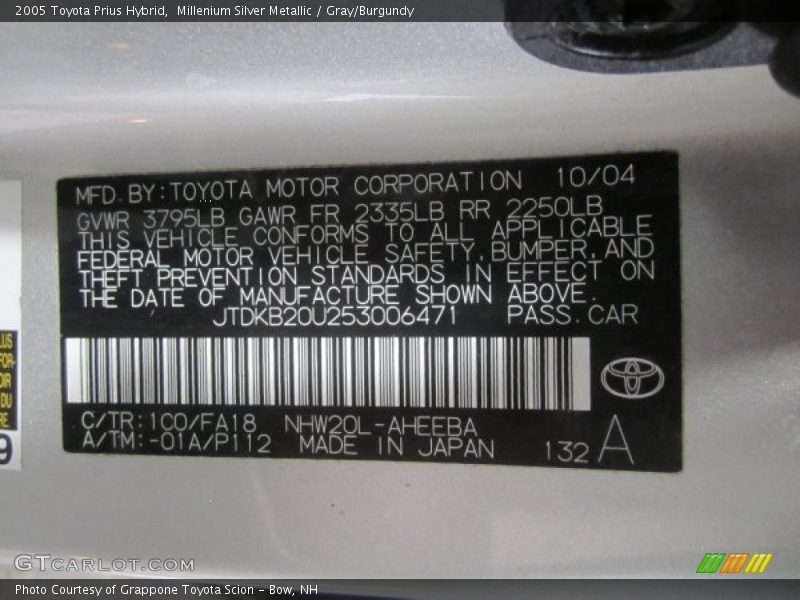 2005 Toyota Prius Hybrid,  Millenium Silver Metallic / Gray/Burgundy
MFD. BY: TOYOTA MOTOR CORPORATION 10/04
GVWR 3795LB GAWR FR 2335LB RR 2250LB
THIS VEHICLE CONFORMS TO ALL APPLICABLE
FEDERAL MOTOR VEHICLE SAFETY, BUMPER, AND
THEFT PREVENTION STANDARDS IN EFFECT ON
THE DATE OF MANUFACTURE SHOWN ABOVE.
JTDKB20U253006471 PASS. CAR
C/TR: 1C0/FA18 NHW20L-AHEEBA
A/TM: -01A/P112 MADE IN JAPAN 132 A
9
GTCARLOT.COM
Photo Courtesy of Grappone Toyota Scion - Bow, NH